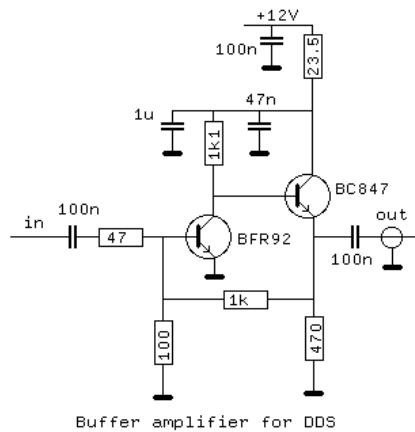 +12V
100n
23.5
47n
1u
1k1
BC847
100n
in
out
47
BFR92
100n
1k
100
470
Buffer amplifier for DDS